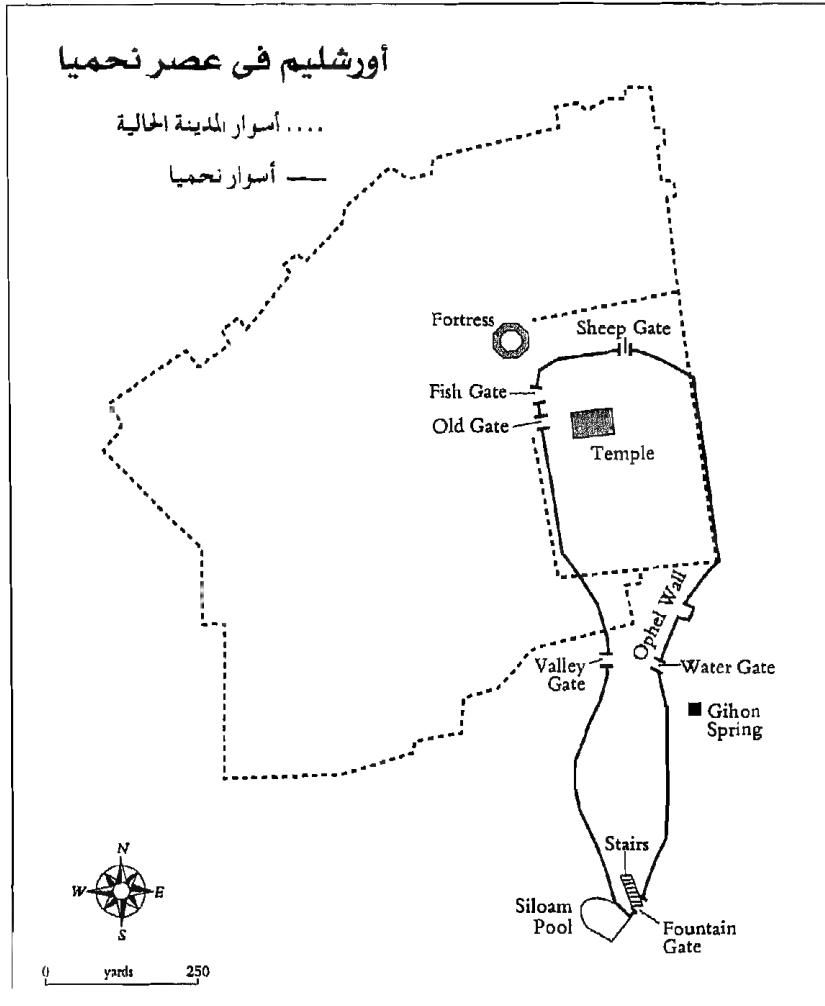 أورشليم في عصر نحميا
.... أسوار المدينة الحالية
— أسوار نحميا
Fortress
Sheep Gate
Fish Gate
Old Gate
Temple
Ophel Wall
Valley
Gate
Water Gate
Gihon
Spring
Stairs
Siloam
Pool
Fountain
Gate
N
W E
S
0 yards 250